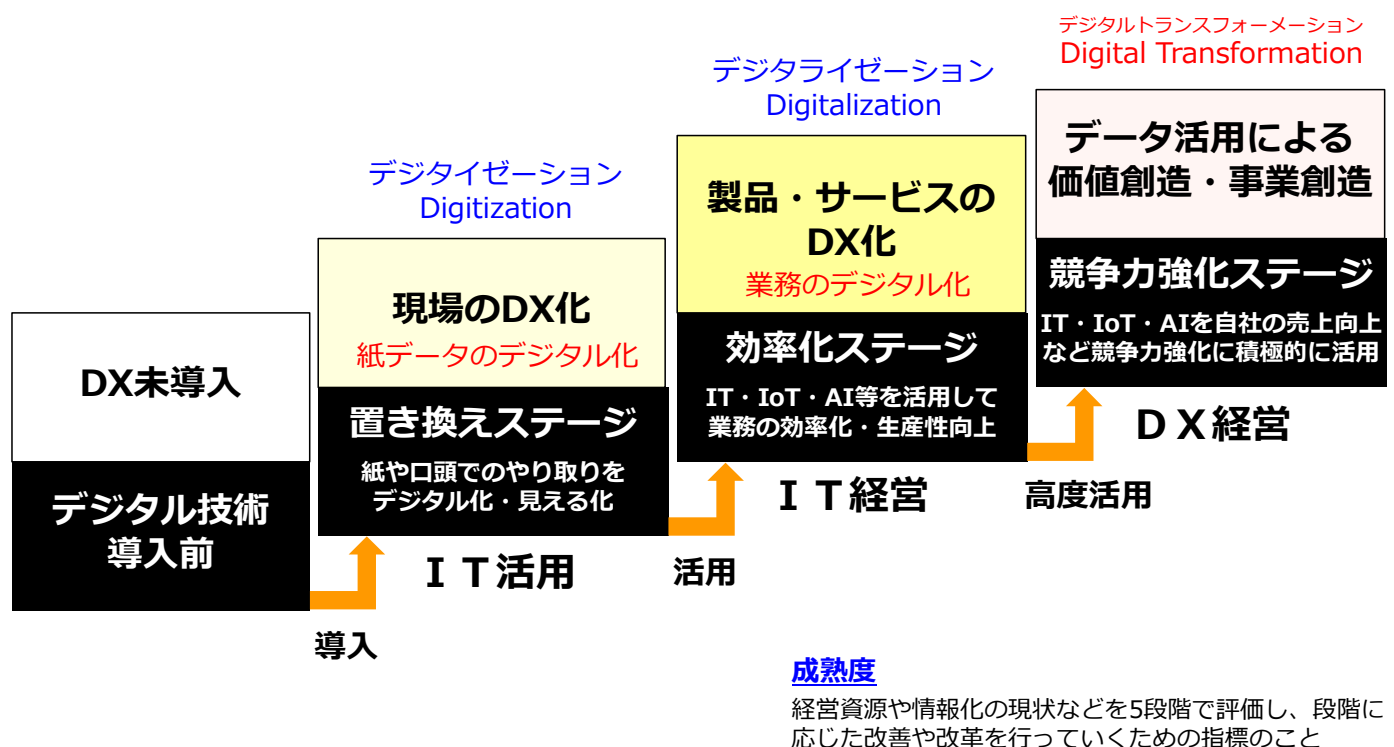 DX未導入
デジタル技術
導入前
導入
デジタイゼーション
Digitization
現場のDX化
紙データのデジタル化
置き換えステージ
紙や口頭でのやり取りを
デジタル化・見える化
ＩＴ活用
活用
デジタライゼーション
Digitalization
製品・サービスの
DX化
業務のデジタル化
効率化ステージ
IT・IoT・AI等を活用して
業務の効率化・生産性向上
ＩＴ経営
高度活用
デジタルトランスフォーメーション
Digital Transformation
データ活用による
価値創造・事業創造
競争力強化ステージ
IT・IoT・AIを自社の売上向上
など競争力強化に積極的に活用
ＤＸ経営
成熟度
経営資源や情報化の現状などを5段階で評価し、段階に
応じた改善や改革を行っていくための指標のこと